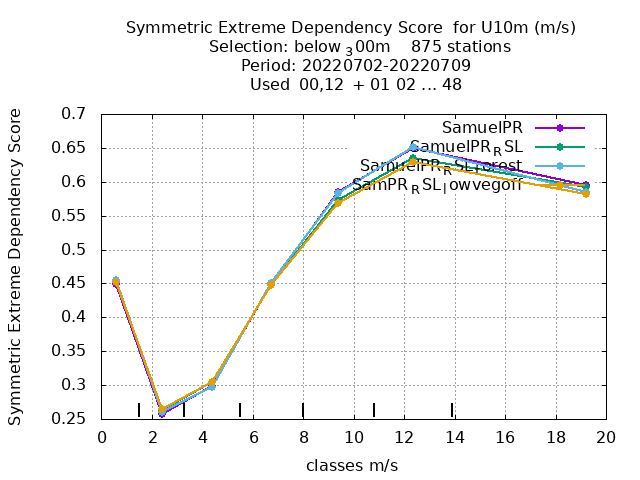 Symmetric Extreme Dependency Score  for U10m (m/s)
Selection: below ₃00m    875 stations
Period: 20220702-20220709
Used  00,12  + 01 02 ... 48
Symmetric Extreme Dependency Score
0.7
0.65
0.6
0.55
0.5
0.45
0.4
0.35
0.3
0.25
SamuelPR
SamuelPR_RSL
SamuelPR_RSLforest
SamPR_RSL_lowvegoff
0 2 4 6 8 10 12 14 16 18 20
classes m/s